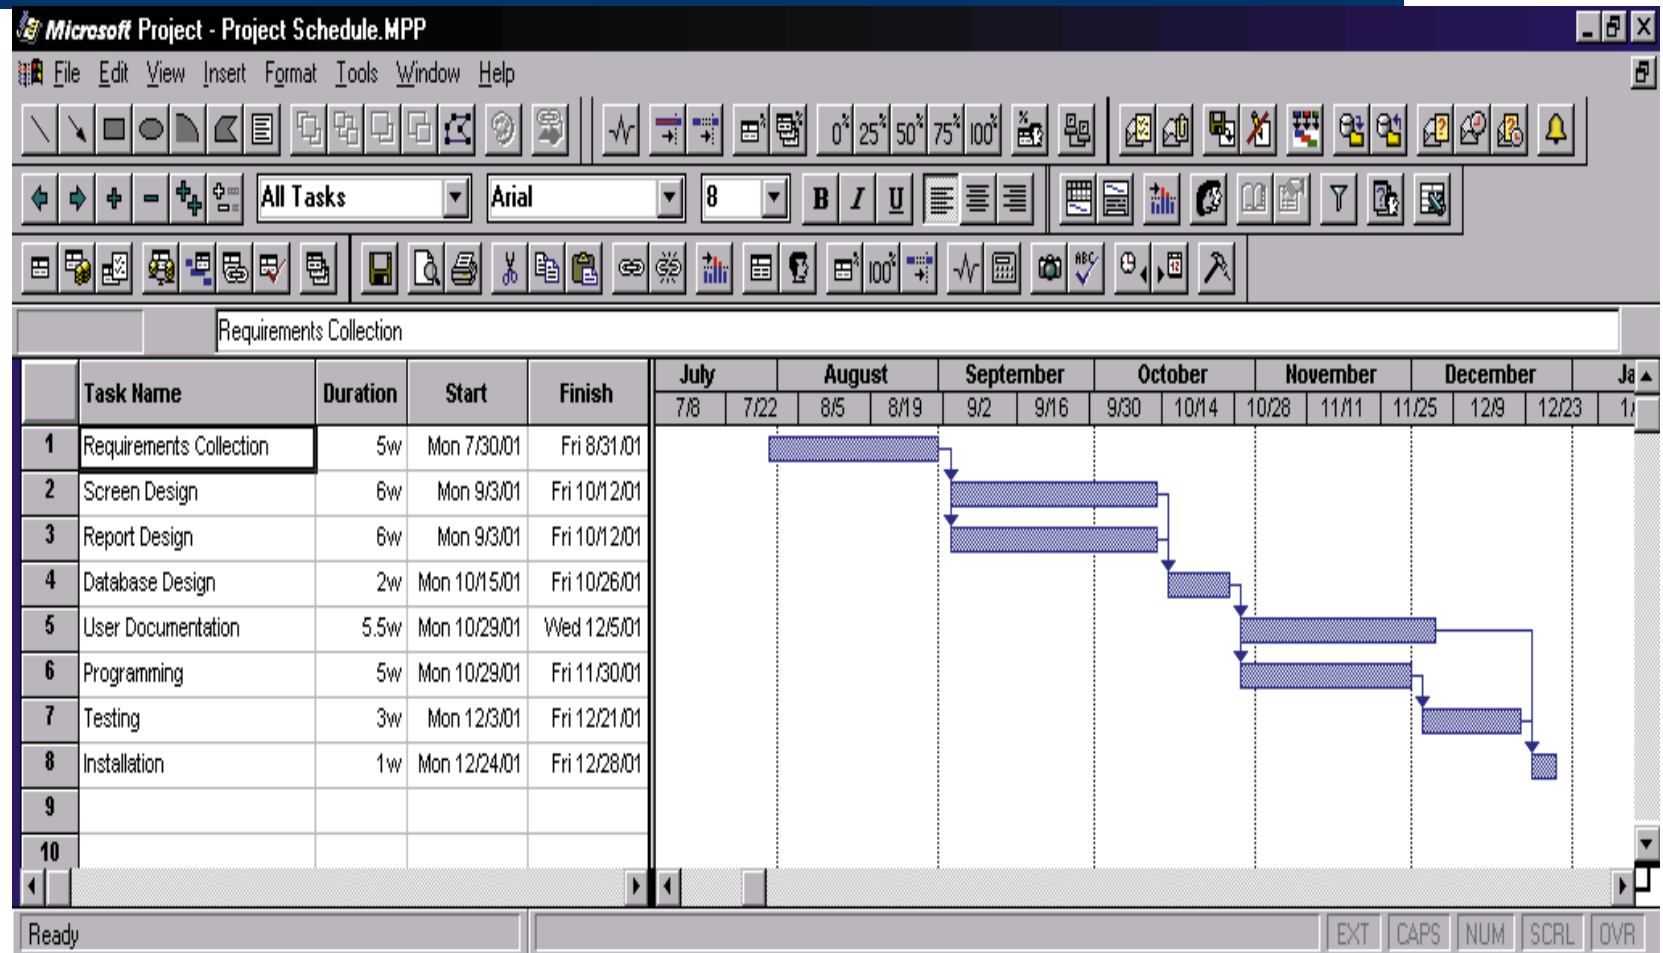 Microsoft Project - Project Schedule.MPP
File Edit View Insert Format Tools Window Help
0% 25% 50% 75% 100%
All Tasks Arial 8 B I U
100% ABC 12
Requirements Collection
Task Name Duration Start Finish July August September October November December Ja
7/8 7/22 8/5 8/19 9/2 9/16 9/30 10/14 10/28 11/11 11/25 12/9 12/23 1/
1 Requirements Collection 5w Mon 7/30/01 Fri 8/31/01
2 Screen Design 6w Mon 9/3/01 Fri 10/12/01
3 Report Design 6w Mon 9/3/01 Fri 10/12/01
4 Database Design 2w Mon 10/15/01 Fri 10/26/01
5 User Documentation 5.5w Mon 10/29/01 Wed 12/5/01
6 Programming 5w Mon 10/29/01 Fri 11/30/01
7 Testing 3w Mon 12/3/01 Fri 12/21/01
8 Installation 1w Mon 12/24/01 Fri 12/28/01
9
10
Ready EXT CAPS NUM SCRL OVR